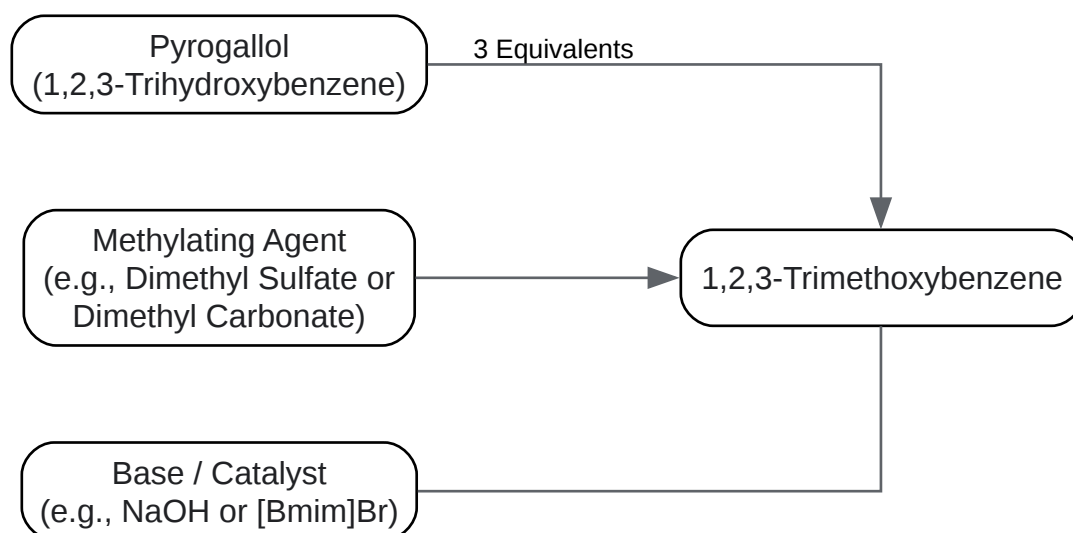 Pyrogallol
(1,2,3-Trihydroxybenzene)
3 Equivalents
Methylating Agent
(e.g., Dimethyl Sulfate or
Dimethyl Carbonate)
1,2,3-Trimethoxybenzene
Base / Catalyst
(e.g., NaOH or [Bmim]Br)